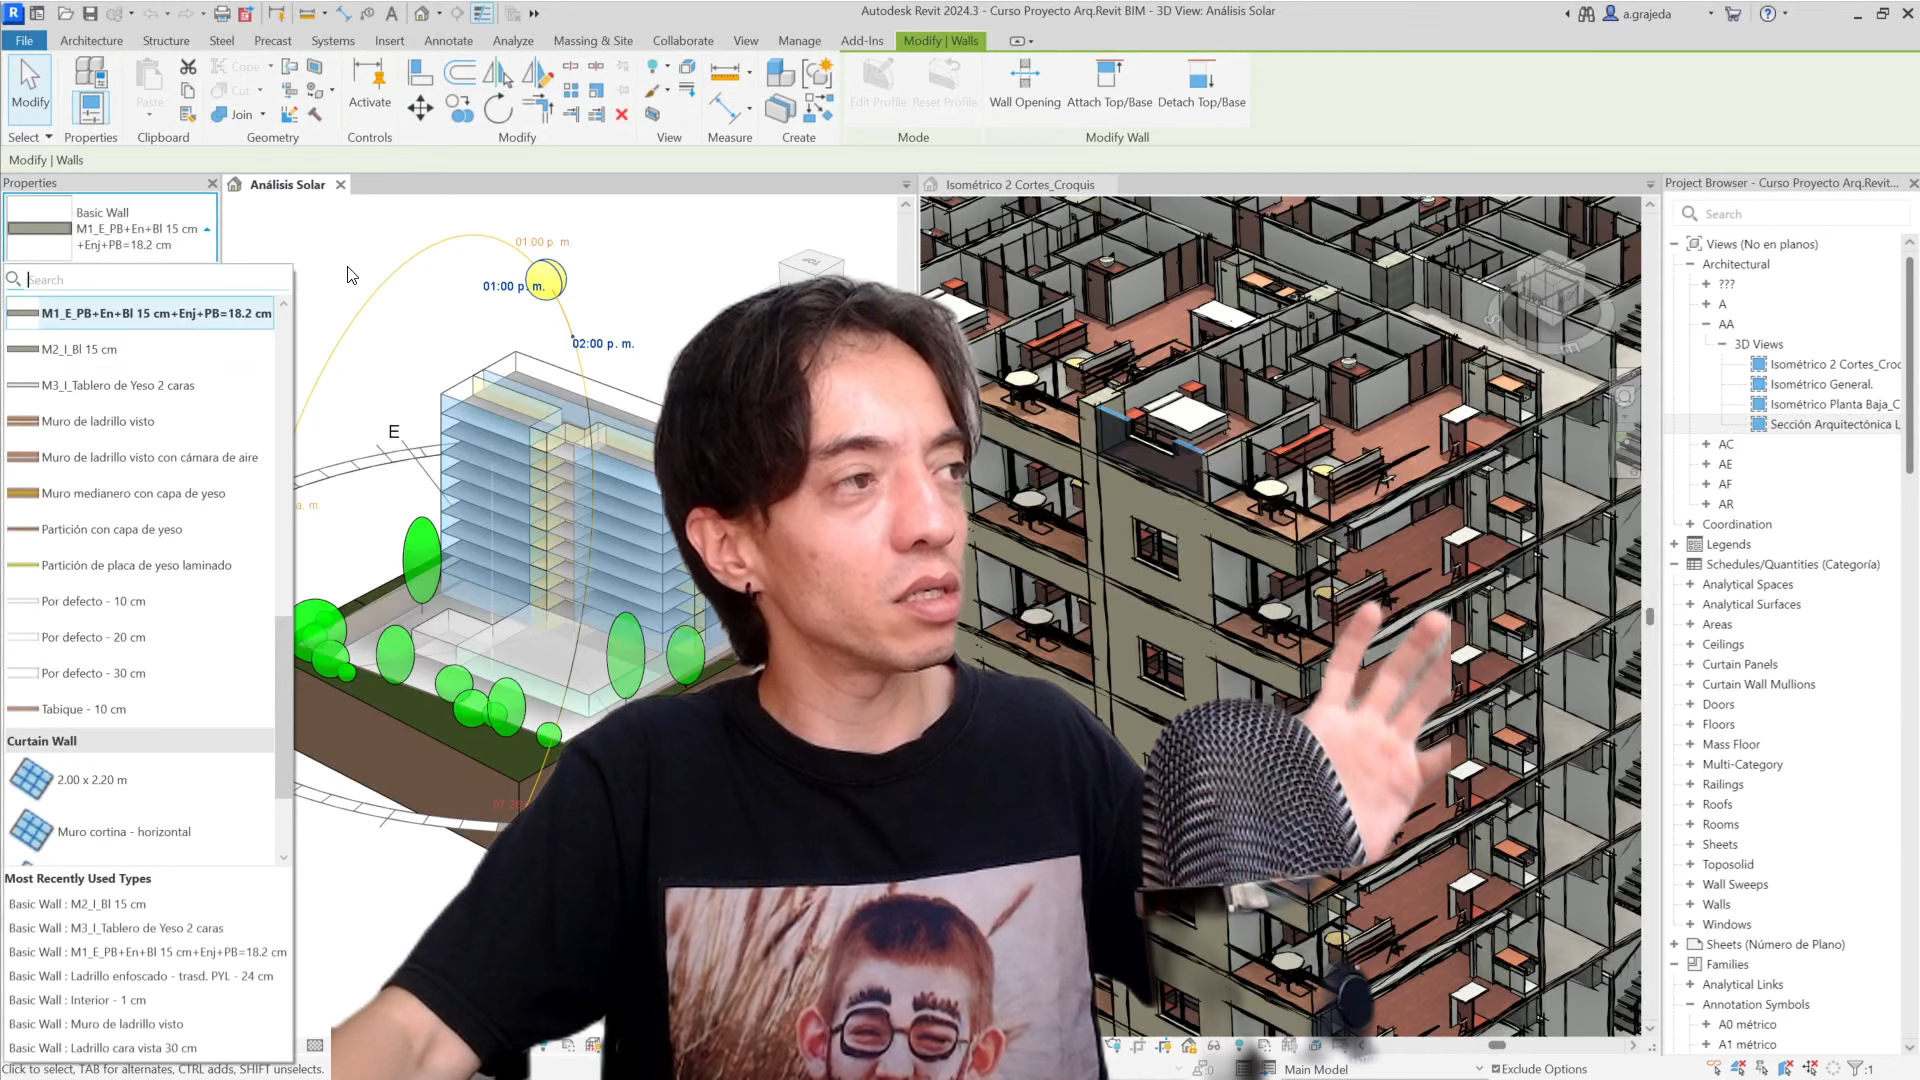 Autodesk Revit 2024.3 - Curso Proyecto Arq.Revit BIM - 3D View: Análisis Solar
a.grajeda
File
Architecture
Structure
Steel
Precast
Systems
Insert
Annotate
Analyze
Massing & Site
Collaborate
View
Manage
Add-Ins
Modify | Walls
Modify
Paste
Cope
Cut
Join
Activate
Edit Profile
Reset Profile
Wall Opening
Attach Top/Base
Detach Top/Base
Select
Properties
Clipboard
Geometry
Controls
Modify
View
Measure
Create
Mode
Modify Wall
Modify | Walls
Properties
Análisis Solar
Isométrico 2 Cortes_Croquis
Project Browser - Curso Proyecto Arq.Revit...
Basic Wall
M1_E_PB+En+Bl 15 cm
+Enj+PB=18.2 cm
Search
M1_E_PB+En+Bl 15 cm+Enj+PB=18.2 cm
M2_I_Bl 15 cm
M3_I_Tablero de Yeso 2 caras
Muro de ladrillo visto
Muro de ladrillo visto con cámara de aire
Muro medianero con capa de yeso
Partición con capa de yeso
Partición de placa de yeso laminado
Por defecto - 10 cm
Por defecto - 20 cm
Por defecto - 30 cm
Tabique - 10 cm
Curtain Wall
2.00 x 2.20 m
Muro cortina - horizontal
Most Recently Used Types
Basic Wall : M2_I_Bl 15 cm
Basic Wall : M3_I_Tablero de Yeso 2 caras
Basic Wall : M1_E_PB+En+Bl 15 cm+Enj+PB=18.2 cm
Basic Wall : Ladrillo enfoscado - trasd. PYL - 24 cm
Basic Wall : Interior - 1 cm
Basic Wall : Muro de ladrillo visto
Basic Wall : Ladrillo cara vista 30 cm
01:00 p. m.
01:00 p. m.
02:00 p. m.
E
a. m.
TOP
Search
Views (No en planos)
Architectural
???
A
AA
3D Views
Isométrico 2 Cortes_Croc
Isométrico General.
Isométrico Planta Baja_C
Sección Arquitectónica L
AC
AE
AF
AR
Coordination
Legends
Schedules/Quantities (Categoría)
Analytical Spaces
Analytical Surfaces
Areas
Ceilings
Curtain Panels
Curtain Wall Mullions
Doors
Floors
Mass Floor
Multi-Category
Railings
Roofs
Rooms
Sheets
Toposolid
Wall Sweeps
Walls
Windows
Sheets (Número de Plano)
Families
Analytical Links
Annotation Symbols
A0 métrico
A1 métrico
Click to select, TAB for alternates, CTRL adds, SHIFT unselects.
:0
Main Model
Exclude Options
:1